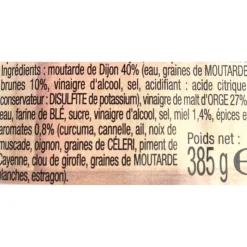 Ingrédients : moutarde de Dijon 40% (eau, graines de MOUTARDE
brunes 10%, vinaigre d'alcool, sel, acidifiant : acide citrique
conservateur : DISULFITE de potassium), vinaigre de malt d'ORGE 27%
eau, farine de BLÉ, sucre, vinaigre d'alcool, sel, miel 1,4%, épices et
aromates 0,8% (curcuma, cannelle, ail, noix de
muscade, oignon, graines de CÉLERI, piment de
Cayenne, clou de girofle, graines de MOUTARDE
blanches, estragon).
Poids net :
385 g e